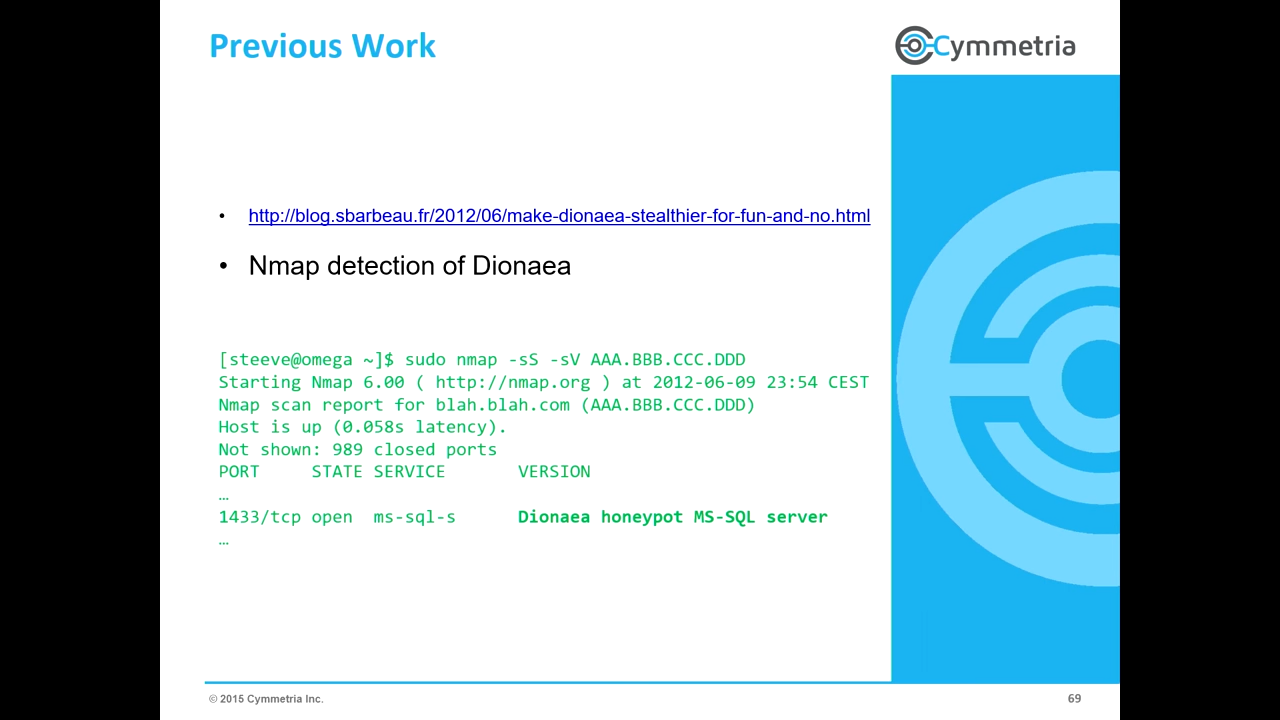 Previous Work
Cymmetria
• http://blog.sbarbeau.fr/2012/06/make-dionaea-stealthier-for-fun-and-no.html
• Nmap detection of Dionaea
[steeve@omega ~]$ sudo nmap -sS -sV AAA.BBB.CCC.DDD
Starting Nmap 6.00 ( http://nmap.org ) at 2012-06-09 23:54 CEST
Nmap scan report for blah.blah.com (AAA.BBB.CCC.DDD)
Host is up (0.058s latency).
Not shown: 989 closed ports
PORT     STATE SERVICE       VERSION
…
1433/tcp open  ms-sql-s      Dionaea honeypot MS-SQL server
…
© 2015 Cymmetria Inc.
69